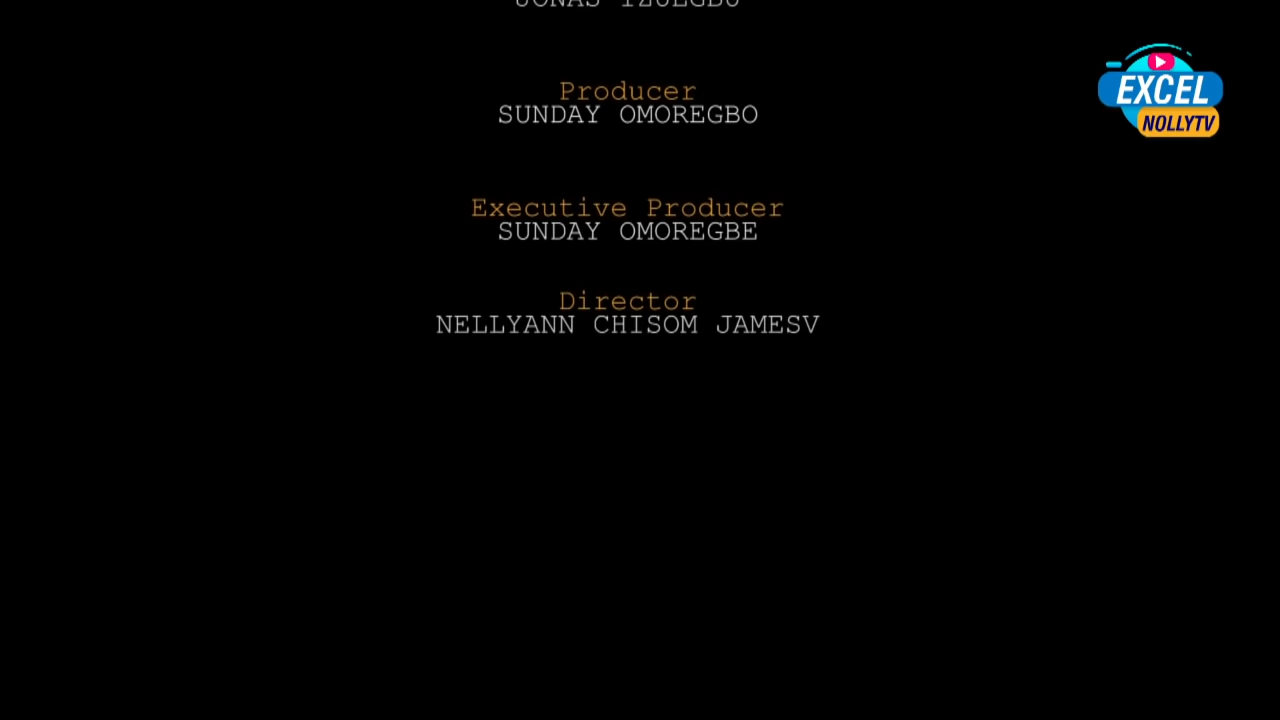 Producer
SUNDAY OMOREGBO
Executive Producer
SUNDAY OMOREGBE
Director
NELLYANN CHISOM JAMESV
EXCEL
NOLLYTV